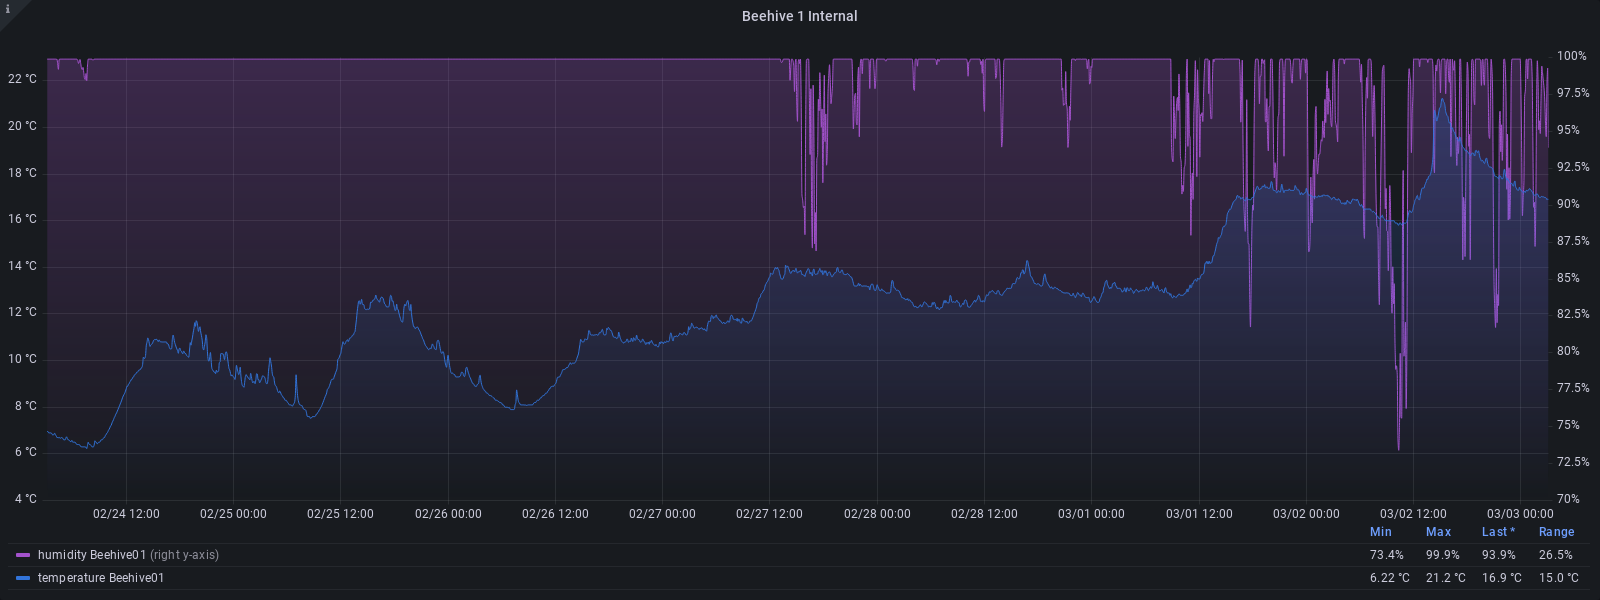 i
Beehive 1 Internal
100%
22 °C
97.5%
20 °C
95%
18 °C
92.5%
16 °C
90%
14 °C
87.5%
12 °C
85%
10 °C
82.5%
8 °C
80%
6 °C
77.5%
4 °C
75%
72.5%
70%
02/24 12:00 02/25 00:00 02/25 12:00 02/26 00:00 02/26 12:00 02/27 00:00 02/27 12:00 02/28 00:00 02/28 12:00 03/01 00:00 03/01 12:00 03/02 00:00 03/02 12:00 03/03 00:00
Min Max Last * Range
humidity Beehive01 (right y-axis) 73.4% 99.9% 93.9% 26.5%
temperature Beehive01 6.22 °C 21.2 °C 16.9 °C 15.0 °C